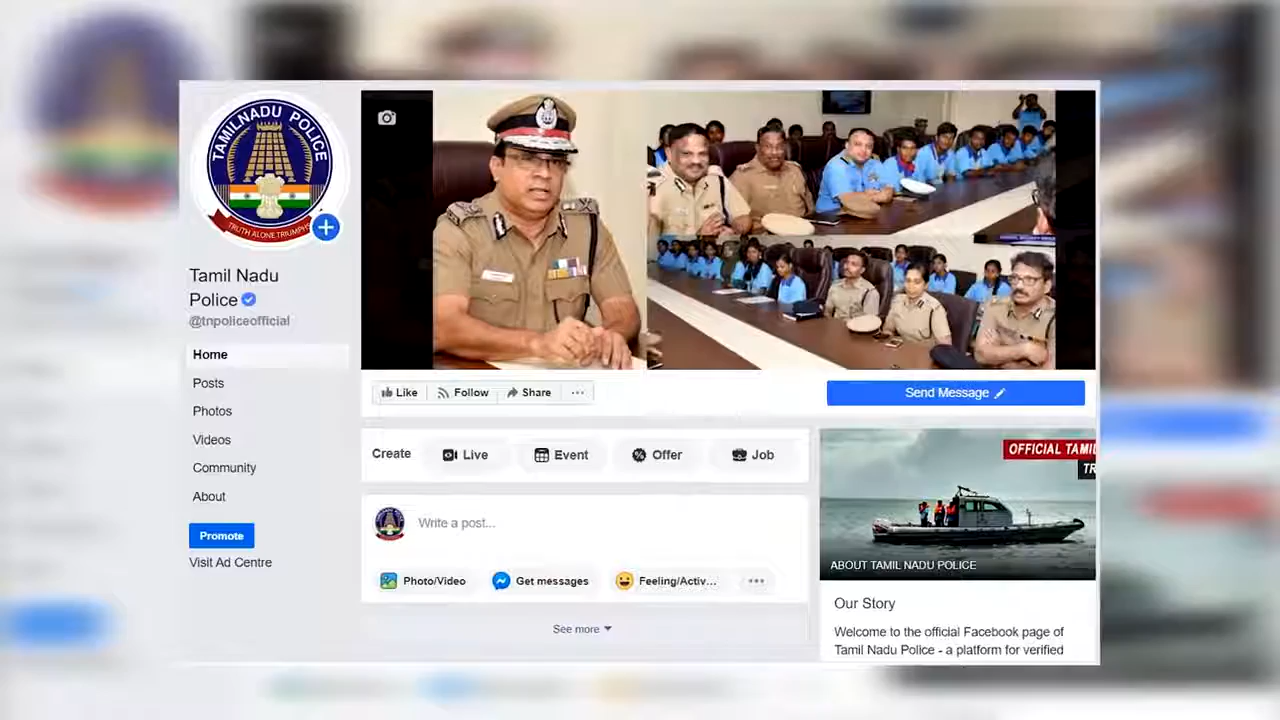 TAMILNADU POLICE
TRUTH ALONE TRIUMPHS
Tamil Nadu
Police
@tnpoliceofficial
Home
Posts
Photos
Videos
Community
About
Promote
Visit Ad Centre
Like
Follow
Share
Send Message
Create
Live
Event
Offer
Job
Write a post...
Photo/Video
Get messages
Feeling/Activ...
See more
OFFICIAL TAMIL
TR
ABOUT TAMIL NADU POLICE
Our Story
Welcome to the official Facebook page of
Tamil Nadu Police - a platform for verified